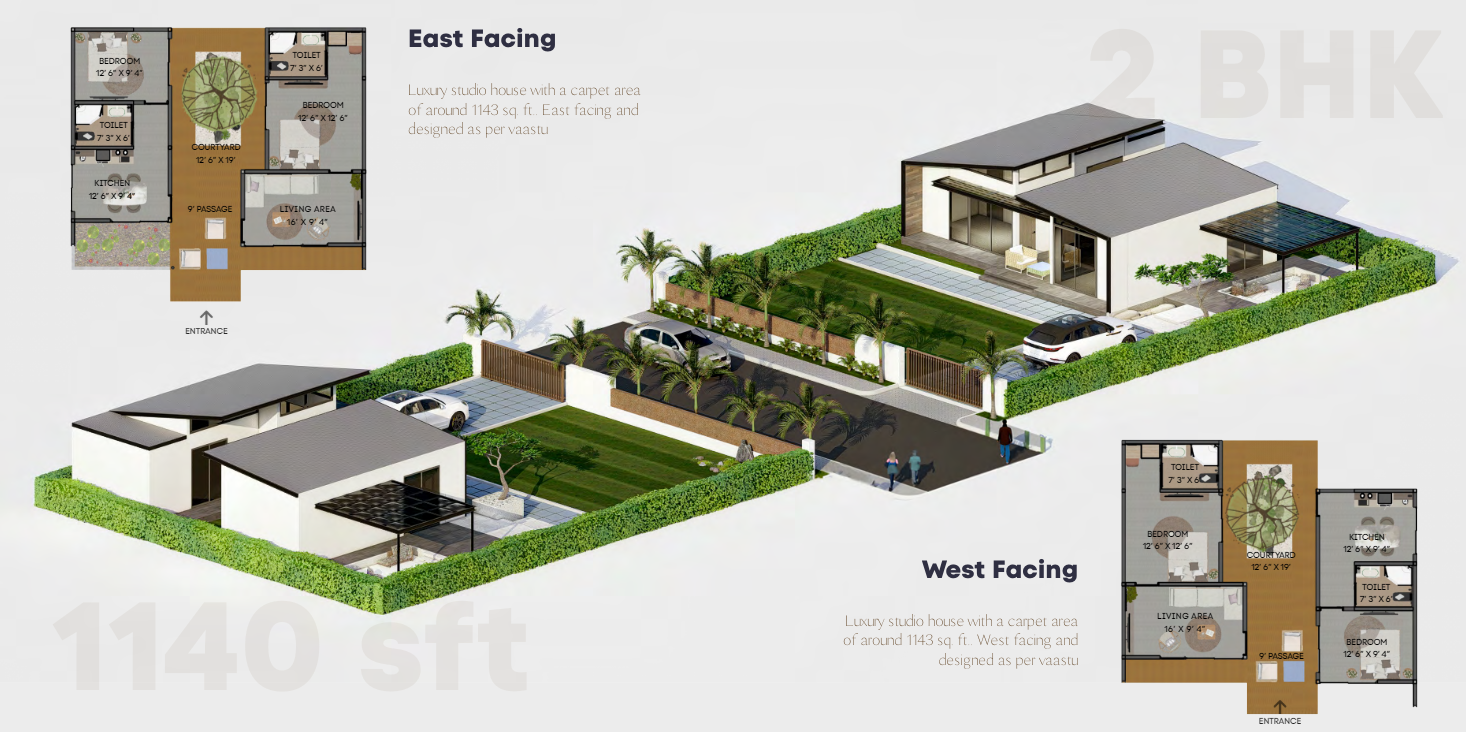 East Facing
Luxury studio house with a carpet area
of around 1143 sq. ft.. East facing and
designed as per vaastu
2 BHK
BEDROOM
12' 6" X 9' 4"
TOILET
7' 3" X 6'
BEDROOM
12' 6" X 12' 6"
TOILET
7' 3" X 6'
COURTYARD
12' 6" X 19'
KITCHEN
12' 6" X 9' 4"
9' PASSAGE
LIVING AREA
16' X 9' 4"
ENTRANCE
West Facing
Luxury studio house with a carpet area
of around 1143 sq. ft.. West facing and
designed as per vaastu
1140 sft
TOILET
7' 3" X 6'
BEDROOM
12' 6" X 12' 6"
COURTYARD
12' 6" X 19'
KITCHEN
12' 6" X 9' 4"
TOILET
7' 3" X 6'
LIVING AREA
16' X 9' 4"
BEDROOM
12' 6" X 9' 4"
9' PASSAGE
ENTRANCE